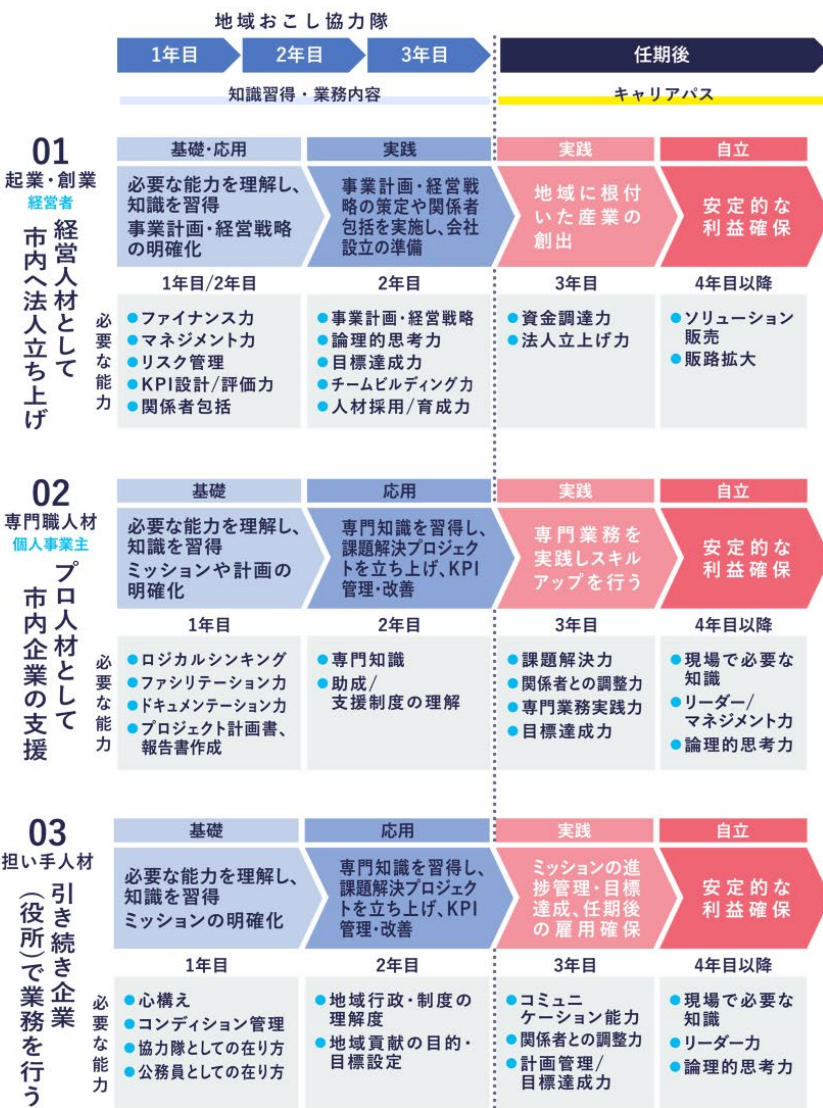 地域おこし協力隊
1年目
2年目
3年目
任期後
知識習得・業務内容
キャリアパス
01
起業・創業
経営者
経営人材として
市内へ法人立ち上げ
基礎・応用
実践
実践
自立
必要な能力を理解し、
知識を習得
事業計画・経営戦略
の明確化
事業計画・経営戦
略の策定や関係者
包括を実施し、会社
設立の準備
地域に根付
いた産業の
創出
安定的な
利益確保
1年目/2年目
2年目
3年目
4年目以降
必要な能力
●ファイナンス力
●マネジメント力
●リスク管理
●KPI設計/評価力
●関係者包括
●事業計画・経営戦略
●論理的思考力
●目標達成力
●チームビルディング力
●人材採用/育成力
●資金調達力
●法人立上げ力
●ソリューション
販売
●販路拡大
02
専門職人材
個人事業主
プロ人材として
市内企業の支援
基礎
応用
実践
自立
必要な能力を理解し、
知識を習得
ミッションや計画の
明確化
専門知識を習得し、
課題解決プロジェク
トを立ち上げ、KPI
管理・改善
専門業務を
実践しスキル
アップを行う
安定的な
利益確保
1年目
2年目
3年目
4年目以降
必要な能力
●ロジカルシンキング
●ファシリテーション力
●ドキュメンテーション力
●プロジェクト計画書、
報告書作成
●専門知識
●助成/
支援制度の理解
●課題解決力
●関係者との調整力
●専門業務実践力
●目標達成力
●現場で必要な
知識
●リーダー/
マネジメント力
●論理的思考力
03
担い手人材
引き続き企業
(役所)で業務を行う
基礎
応用
実践
自立
必要な能力を理解し、
知識を習得
ミッションの明確化
専門知識を習得し、
課題解決プロジェク
トを立ち上げ、KPI
管理・改善
ミッションの進
捗管理・目標
達成、任期後
の雇用確保
安定的な
利益確保
1年目
2年目
3年目
4年目以降
必要な能力
●心構え
●コンディション管理
●協力隊としての在り方
●公務員としての在り方
●地域行政・制度の
理解度
●地域貢献の目的・
目標設定
●コミュニ
ケーション能力
●関係者との調整力
●計画管理/
目標達成力
●現場で必要な
知識
●リーダー力
●論理的思考力